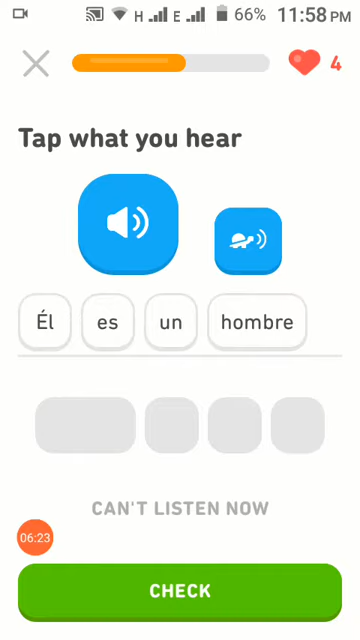 H E 66% 11:58 PM
4
Tap what you hear
Él es un hombre
CAN'T LISTEN NOW
06:23
CHECK